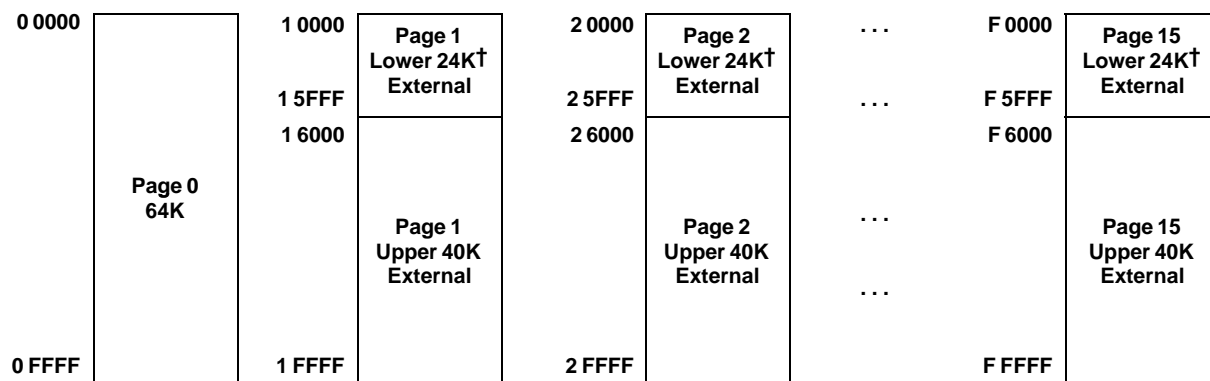 0 0000
1 0000
2 0000
. . .
F 0000
Page 1
Lower 24K†
External
Page 2
Lower 24K†
External
Page 15
Lower 24K†
External
1 5FFF
2 5FFF
. . .
F 5FFF
1 6000
2 6000
F 6000
Page 0
64K
Page 1
Upper 40K
External
Page 2
Upper 40K
External
. . .
. . .
Page 15
Upper 40K
External
0 FFFF
1 FFFF
2 FFFF
F FFFF